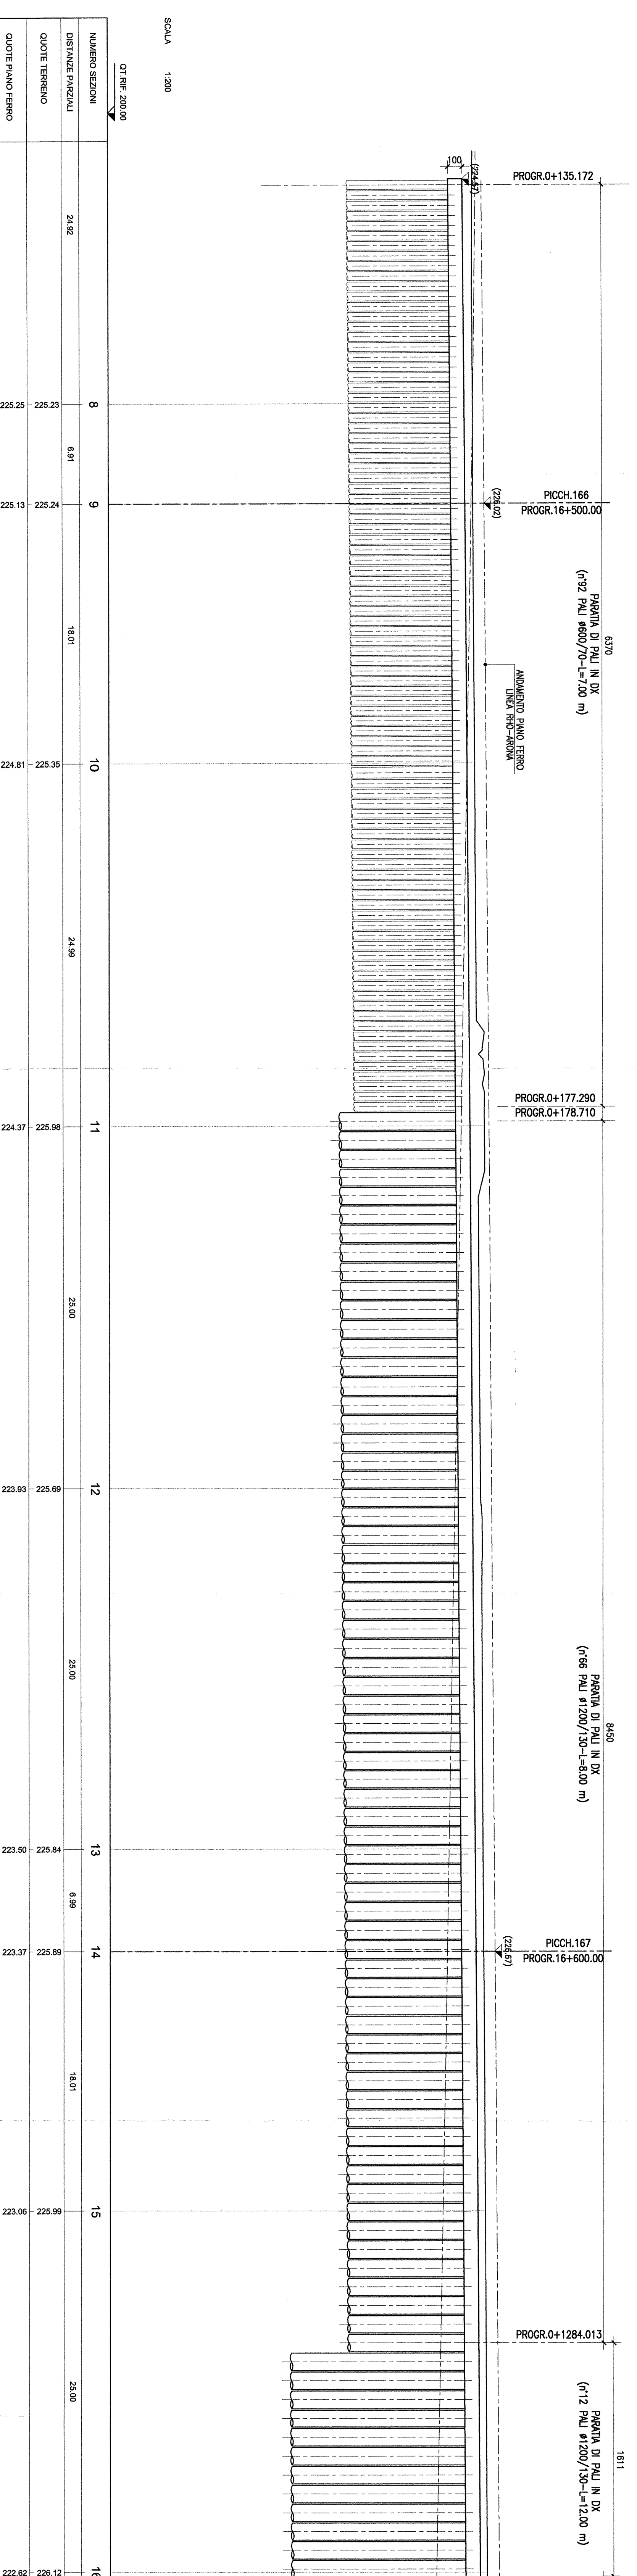 SCALA 1:200
QT.RIF. 200.00
NUMERO SEZIONI 8 9 10 11 12 13 14 15 16
DISTANZE PARZIALI 24.92 6.91 18.01 24.99 25.00 25.00 6.99 18.01 25.00
QUOTE TERRENO 225.23 225.24 225.35 225.98 225.69 225.84 225.89 225.99 226.12
QUOTE PIANO FERRO 225.25 225.13 224.81 224.37 223.93 223.50 223.37 223.06 222.62
100
(224.57)
PROGR.0+135.172
6370
PARATIA DI PALI IN DX
(n°92 PALI ø600/70-L=7.00 m)
PICCH.166
PROGR.16+500.00
(226.02)
ANDAMENTO PIANO FERRO
LINEA RHO-ARONA
PROGR.0+177.290
PROGR.0+178.710
8450
PARATIA DI PALI IN DX
(n°66 PALI ø1200/130-L=8.00 m)
PICCH.167
PROGR.16+600.00
(226.67)
PROGR.0+1284.013
1611
PARATIA DI PALI IN DX
(n°12 PALI ø1200/130-L=12.00 m)